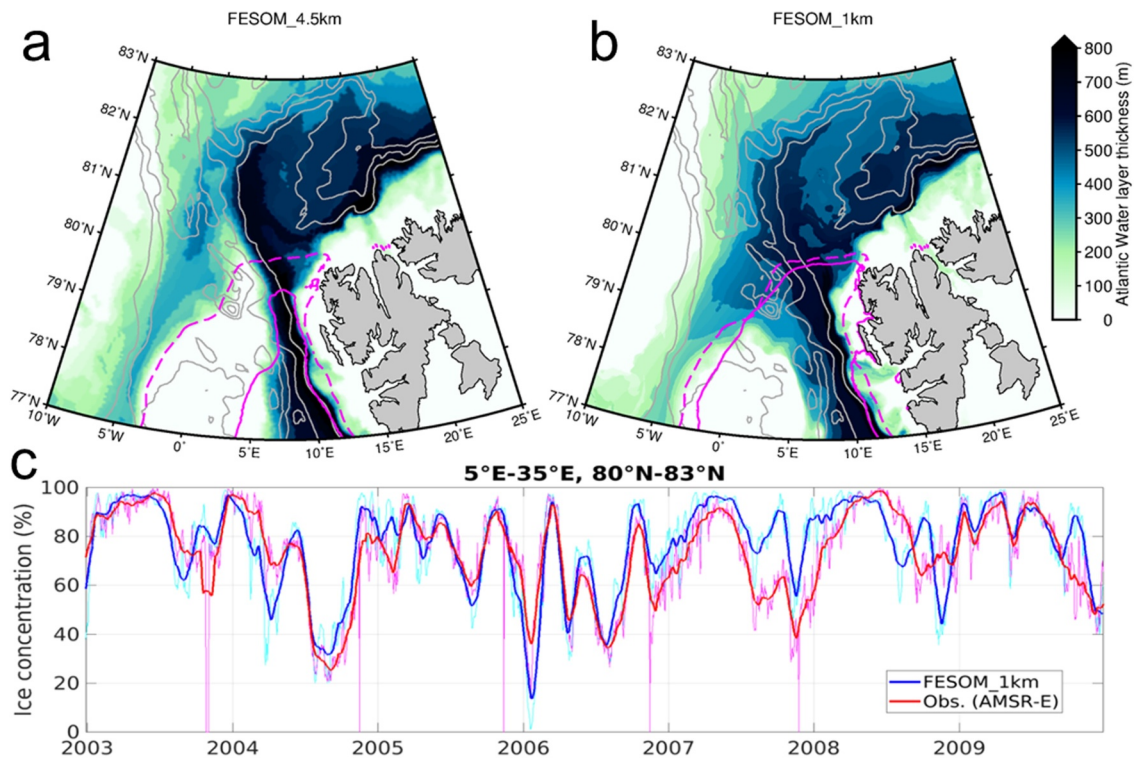 FESOM_4.5km
FESOM_1km
a
b
83°N
82°N
81°N
80°N
79°N
78°N
77°N
10°W
5°W
0°
5°E
10°E
15°E
20°E
25°E
83°N
82°N
81°N
80°N
79°N
78°N
77°N
10°W
5°W
0°
5°E
10°E
15°E
20°E
25°E
800
700
600
500
400
300
200
100
0
Atlantic Water layer thickness (m)
c
5°E-35°E, 80°N-83°N
Ice concentration (%)
100
80
60
40
20
0
2003
2004
2005
2006
2007
2008
2009
FESOM_1km
Obs. (AMSR-E)